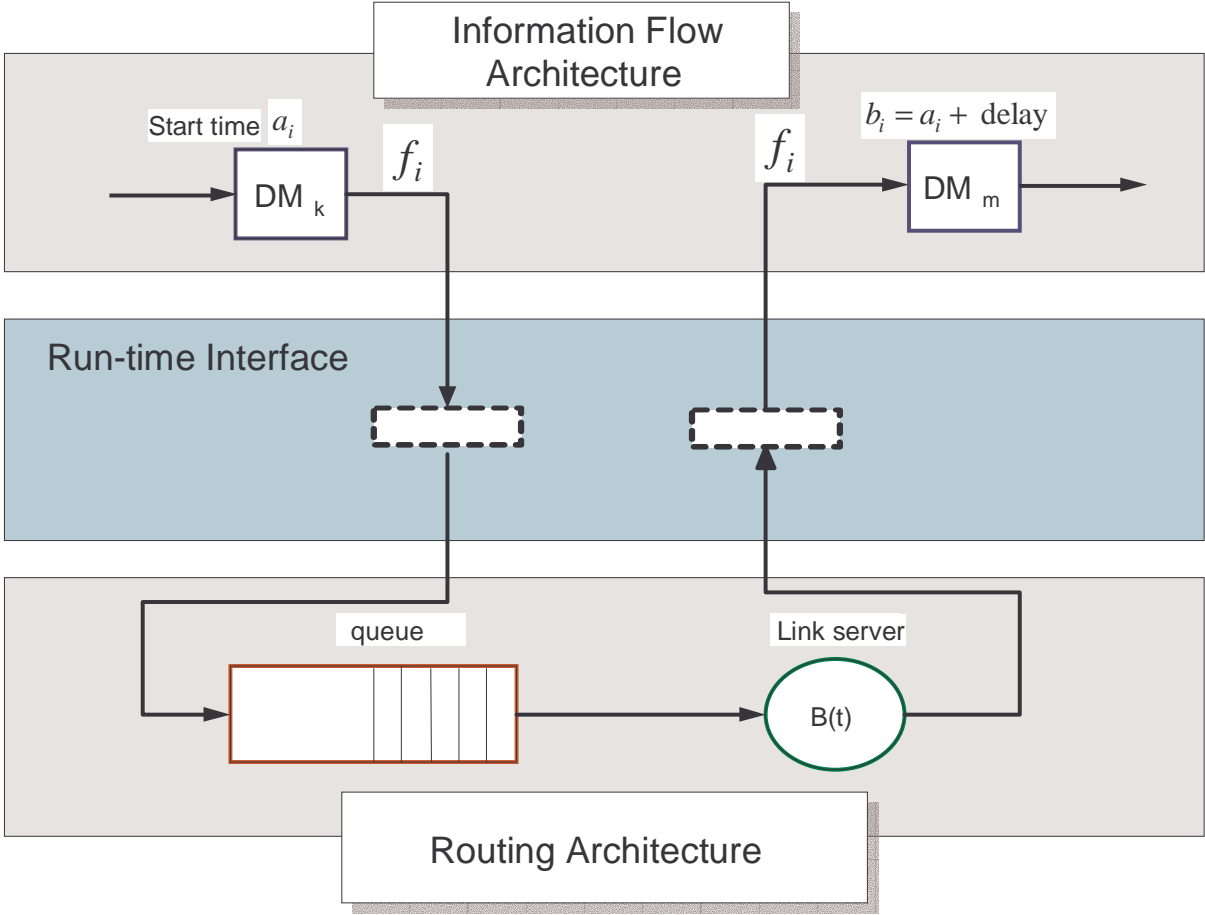 Information Flow
Architecture
Start time a_i
b_i = a_i + delay
f_i
f_i
DM k
DM m
Run-time Interface
queue
Link server
B(t)
Routing Architecture